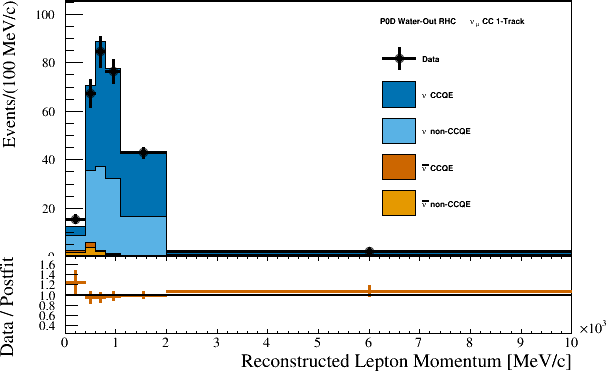 P0D Water-Out RHC ν μ CC 1-Track
Data
ν CCQE
ν non-CCQE
ν̅ CCQE
ν̅ non-CCQE
Events/(100 MeV/c)
100
80
60
40
20
0
Data / Postfit
1.6
1.4
1.2
1.0
0.8
0.6
0.4
0 1 2 3 4 5 6 7 8 9 10
×10³
Reconstructed Lepton Momentum [MeV/c]